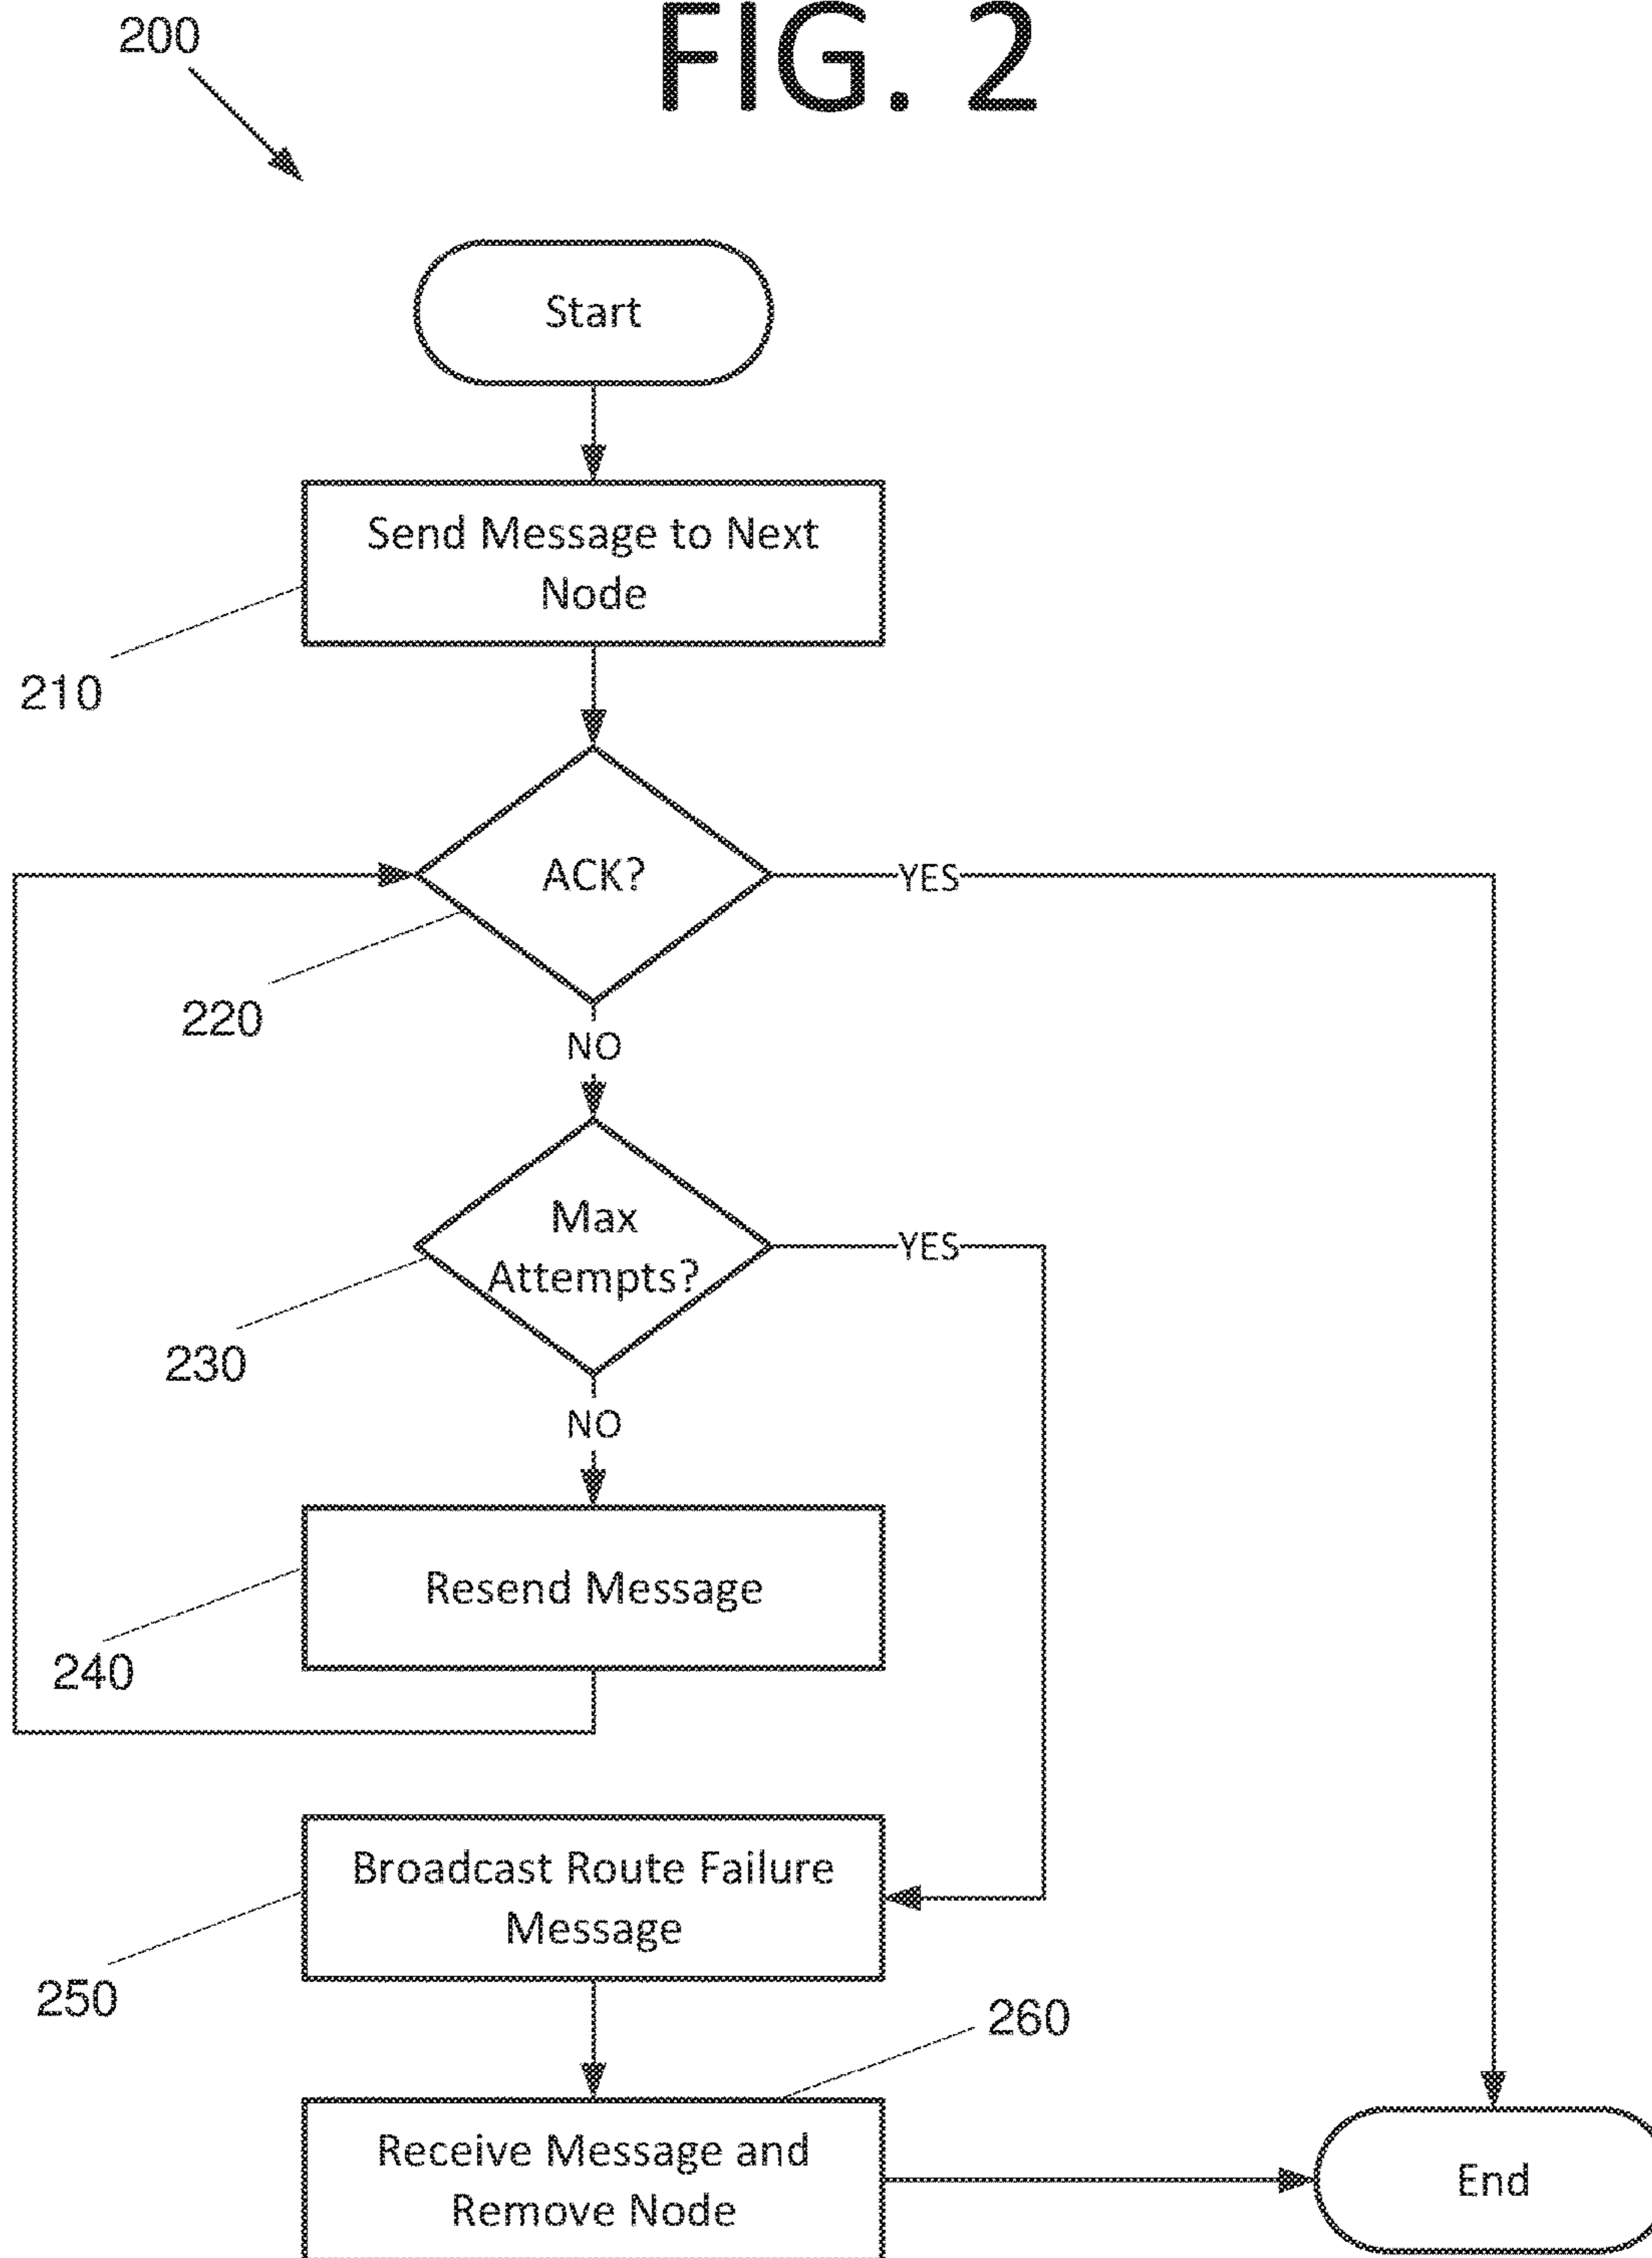 200
FIG. 2
Start
Send Message to Next
Node
210
ACK?
YES
220
NO
Max
Attempts?
YES
230
NO
Resend Message
240
Broadcast Route Failure
Message
250
260
Receive Message and
Remove Node
End